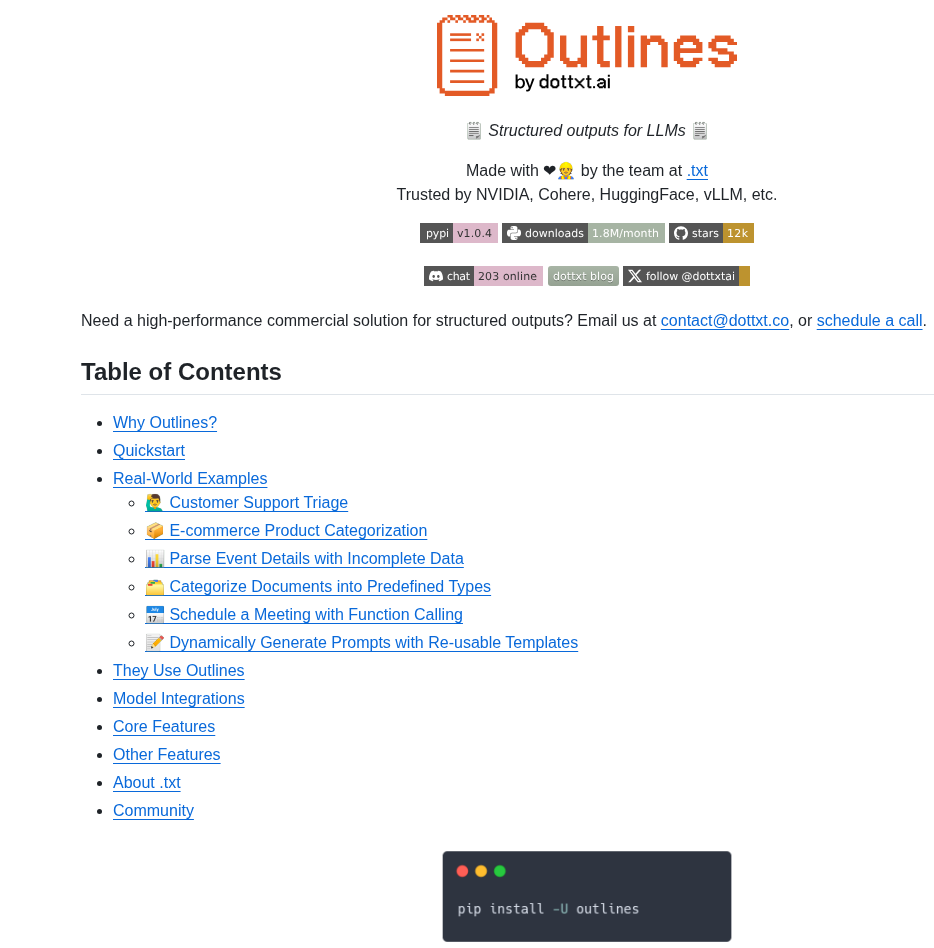 Outlines
by dottxt.ai
🗒️ Structured outputs for LLMs 🗒️
Made with ❤👷 by the team at .txt
Trusted by NVIDIA, Cohere, HuggingFace, vLLM, etc.
pypi v1.0.4 downloads 1.8M/month stars 12k
chat 203 online dottxt blog follow @dottxtai
Need a high-performance commercial solution for structured outputs? Email us at contact@dottxt.co, or schedule a call.
Table of Contents
• Why Outlines?
• Quickstart
• Real-World Examples
◦ 🙋‍♂️ Customer Support Triage
◦ 📦 E-commerce Product Categorization
◦ 📊 Parse Event Details with Incomplete Data
◦ 🗂️ Categorize Documents into Predefined Types
◦ 📅 Schedule a Meeting with Function Calling
◦ 📝 Dynamically Generate Prompts with Re-usable Templates
• They Use Outlines
• Model Integrations
• Core Features
• Other Features
• About .txt
• Community
pip install -U outlines